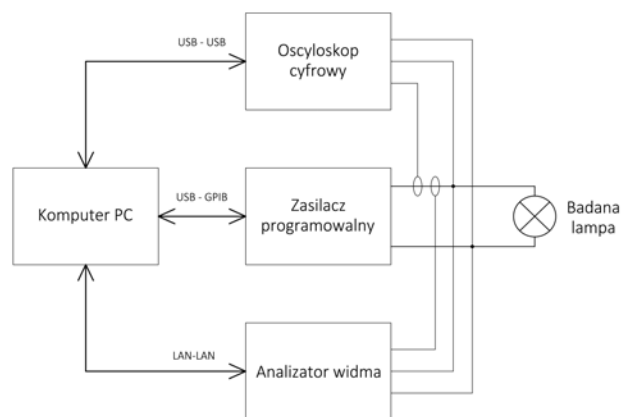 USB - USB
Oscyloskop
cyfrowy
Komputer PC
USB - GPIB
Zasilacz
programowalny
Badana
lampa
LAN-LAN
Analizator widma